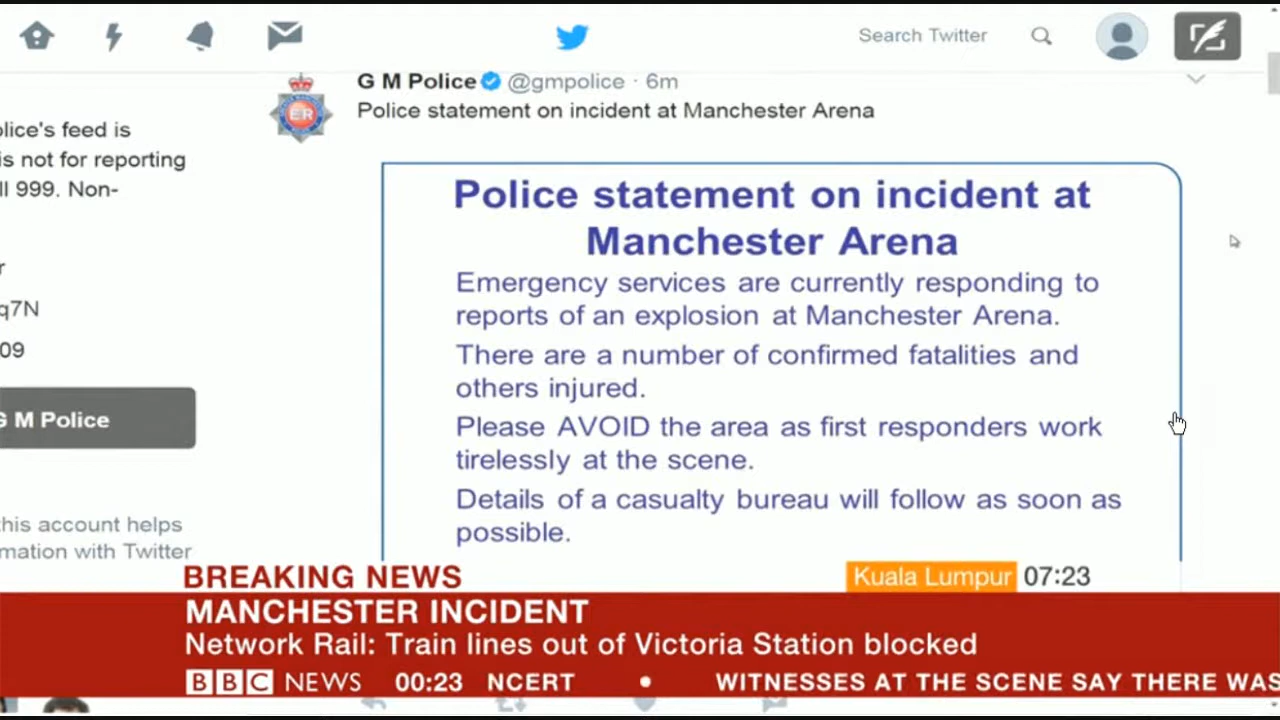 Search Twitter
G M Police @gmpolice · 6m
Police statement on incident at Manchester Arena
olice's feed is
is not for reporting
ll 999. Non-
r
q7N
09
G M Police
this account helps
mation with Twitter
ER
Police statement on incident at
Manchester Arena
Emergency services are currently responding to
reports of an explosion at Manchester Arena.
There are a number of confirmed fatalities and
others injured.
Please AVOID the area as first responders work
tirelessly at the scene.
Details of a casualty bureau will follow as soon as
possible.
BREAKING NEWS
Kuala Lumpur 07:23
MANCHESTER INCIDENT
Network Rail: Train lines out of Victoria Station blocked
BBC NEWS 00:23 NCERT • WITNESSES AT THE SCENE SAY THERE WAS